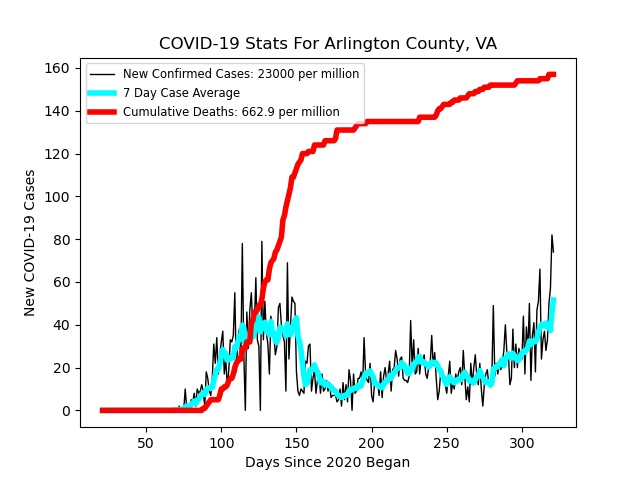 COVID-19 Stats For Arlington County, VA
New Confirmed Cases: 23000 per million
7 Day Case Average
Cumulative Deaths: 662.9 per million
New COVID-19 Cases
160
140
120
100
80
60
40
20
0
50 100 150 200 250 300
Days Since 2020 Began